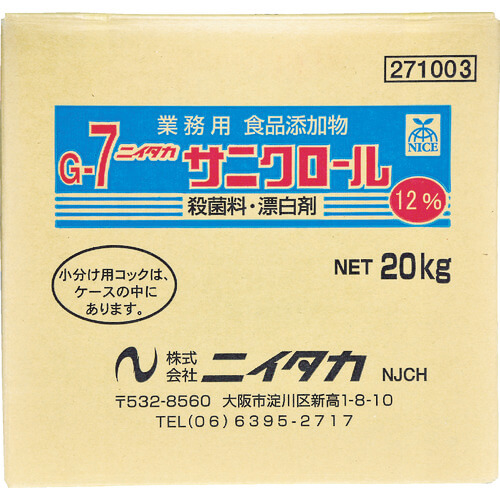 271003
業務用 食品添加物
NICE
G-7 ニイタカ サニクロール
殺菌料・漂白剤
12%
小分け用コックは、
ケースの中に
あります。
NET 20kg
株式会社 ニイタカ NJCH
〒532-8560 大阪市淀川区新高1-8-10
TEL(06)6395-2717